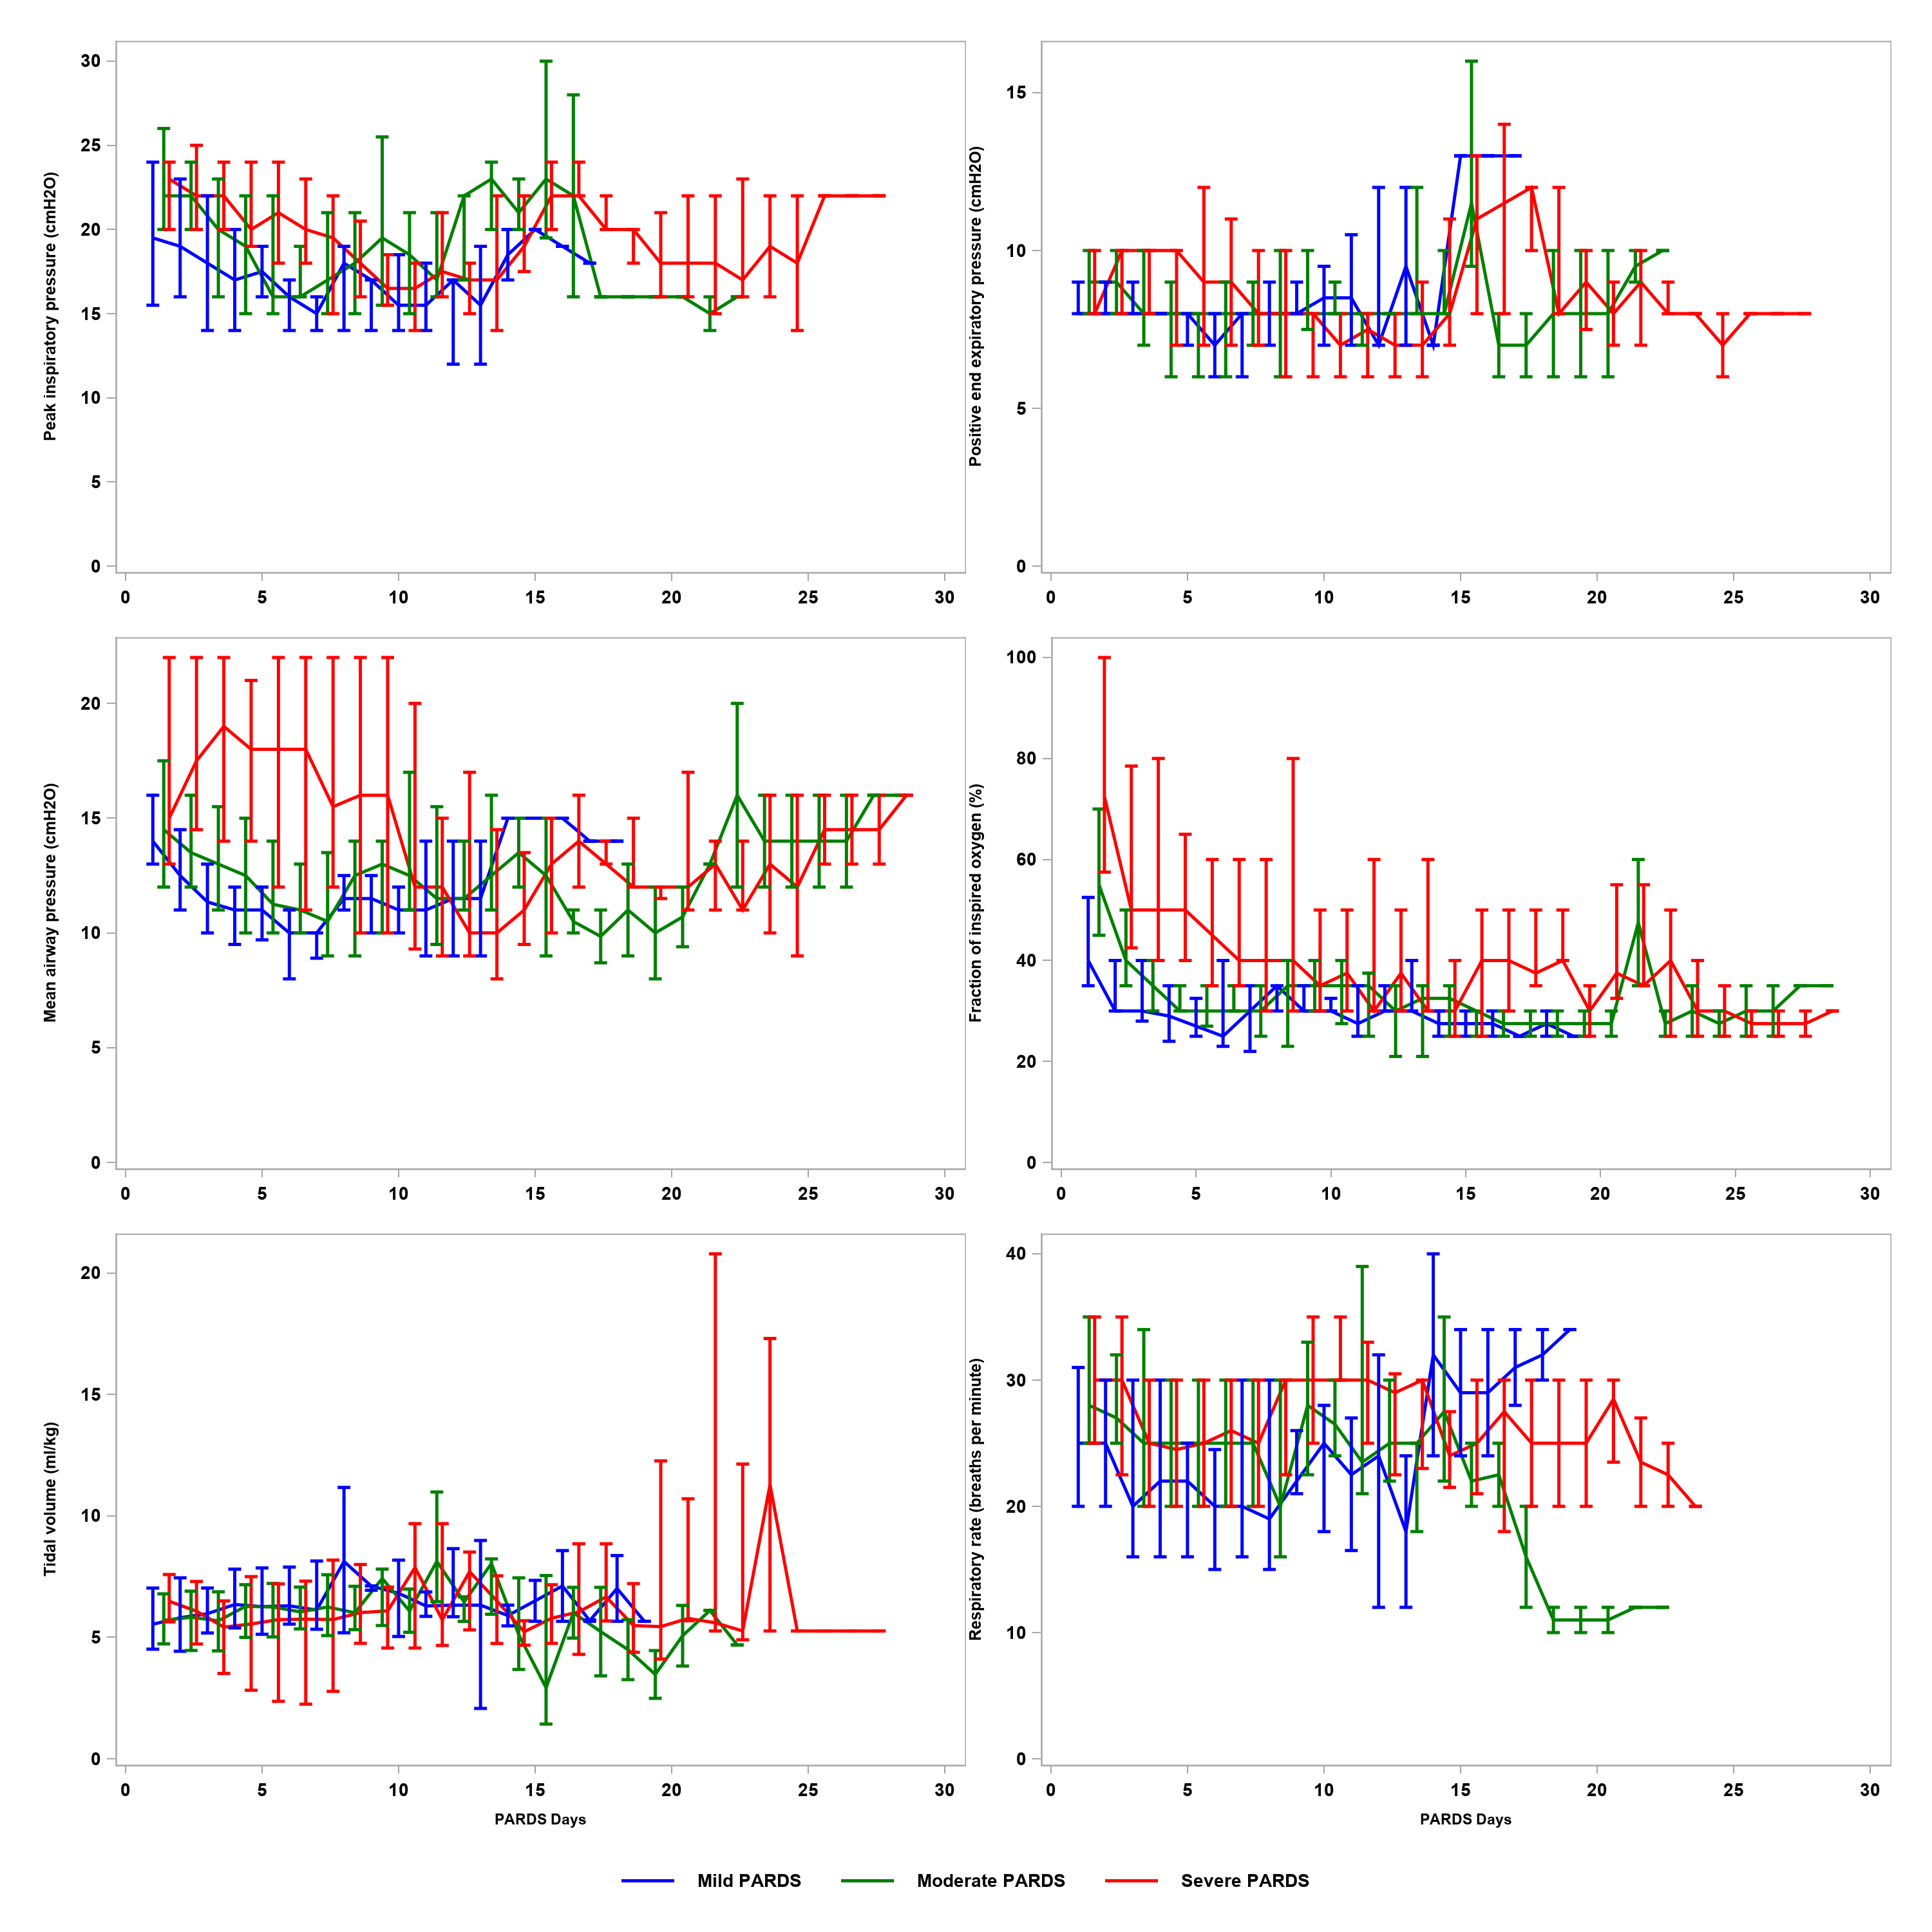 Peak inspiratory pressure (cmH2O)
30
25
20
15
10
5
0
0 5 10 15 20 25 30
Positive end expiratory pressure (cmH2O)
15
10
5
0
0 5 10 15 20 25 30
Mean airway pressure (cmH2O)
20
15
10
5
0
0 5 10 15 20 25 30
Fraction of inspired oxygen (%)
100
80
60
40
20
0
0 5 10 15 20 25 30
Tidal volume (ml/kg)
20
15
10
5
0
0 5 10 15 20 25 30
PARDS Days
Respiratory rate (breaths per minute)
40
30
20
10
0
0 5 10 15 20 25 30
PARDS Days
Mild PARDS Moderate PARDS Severe PARDS